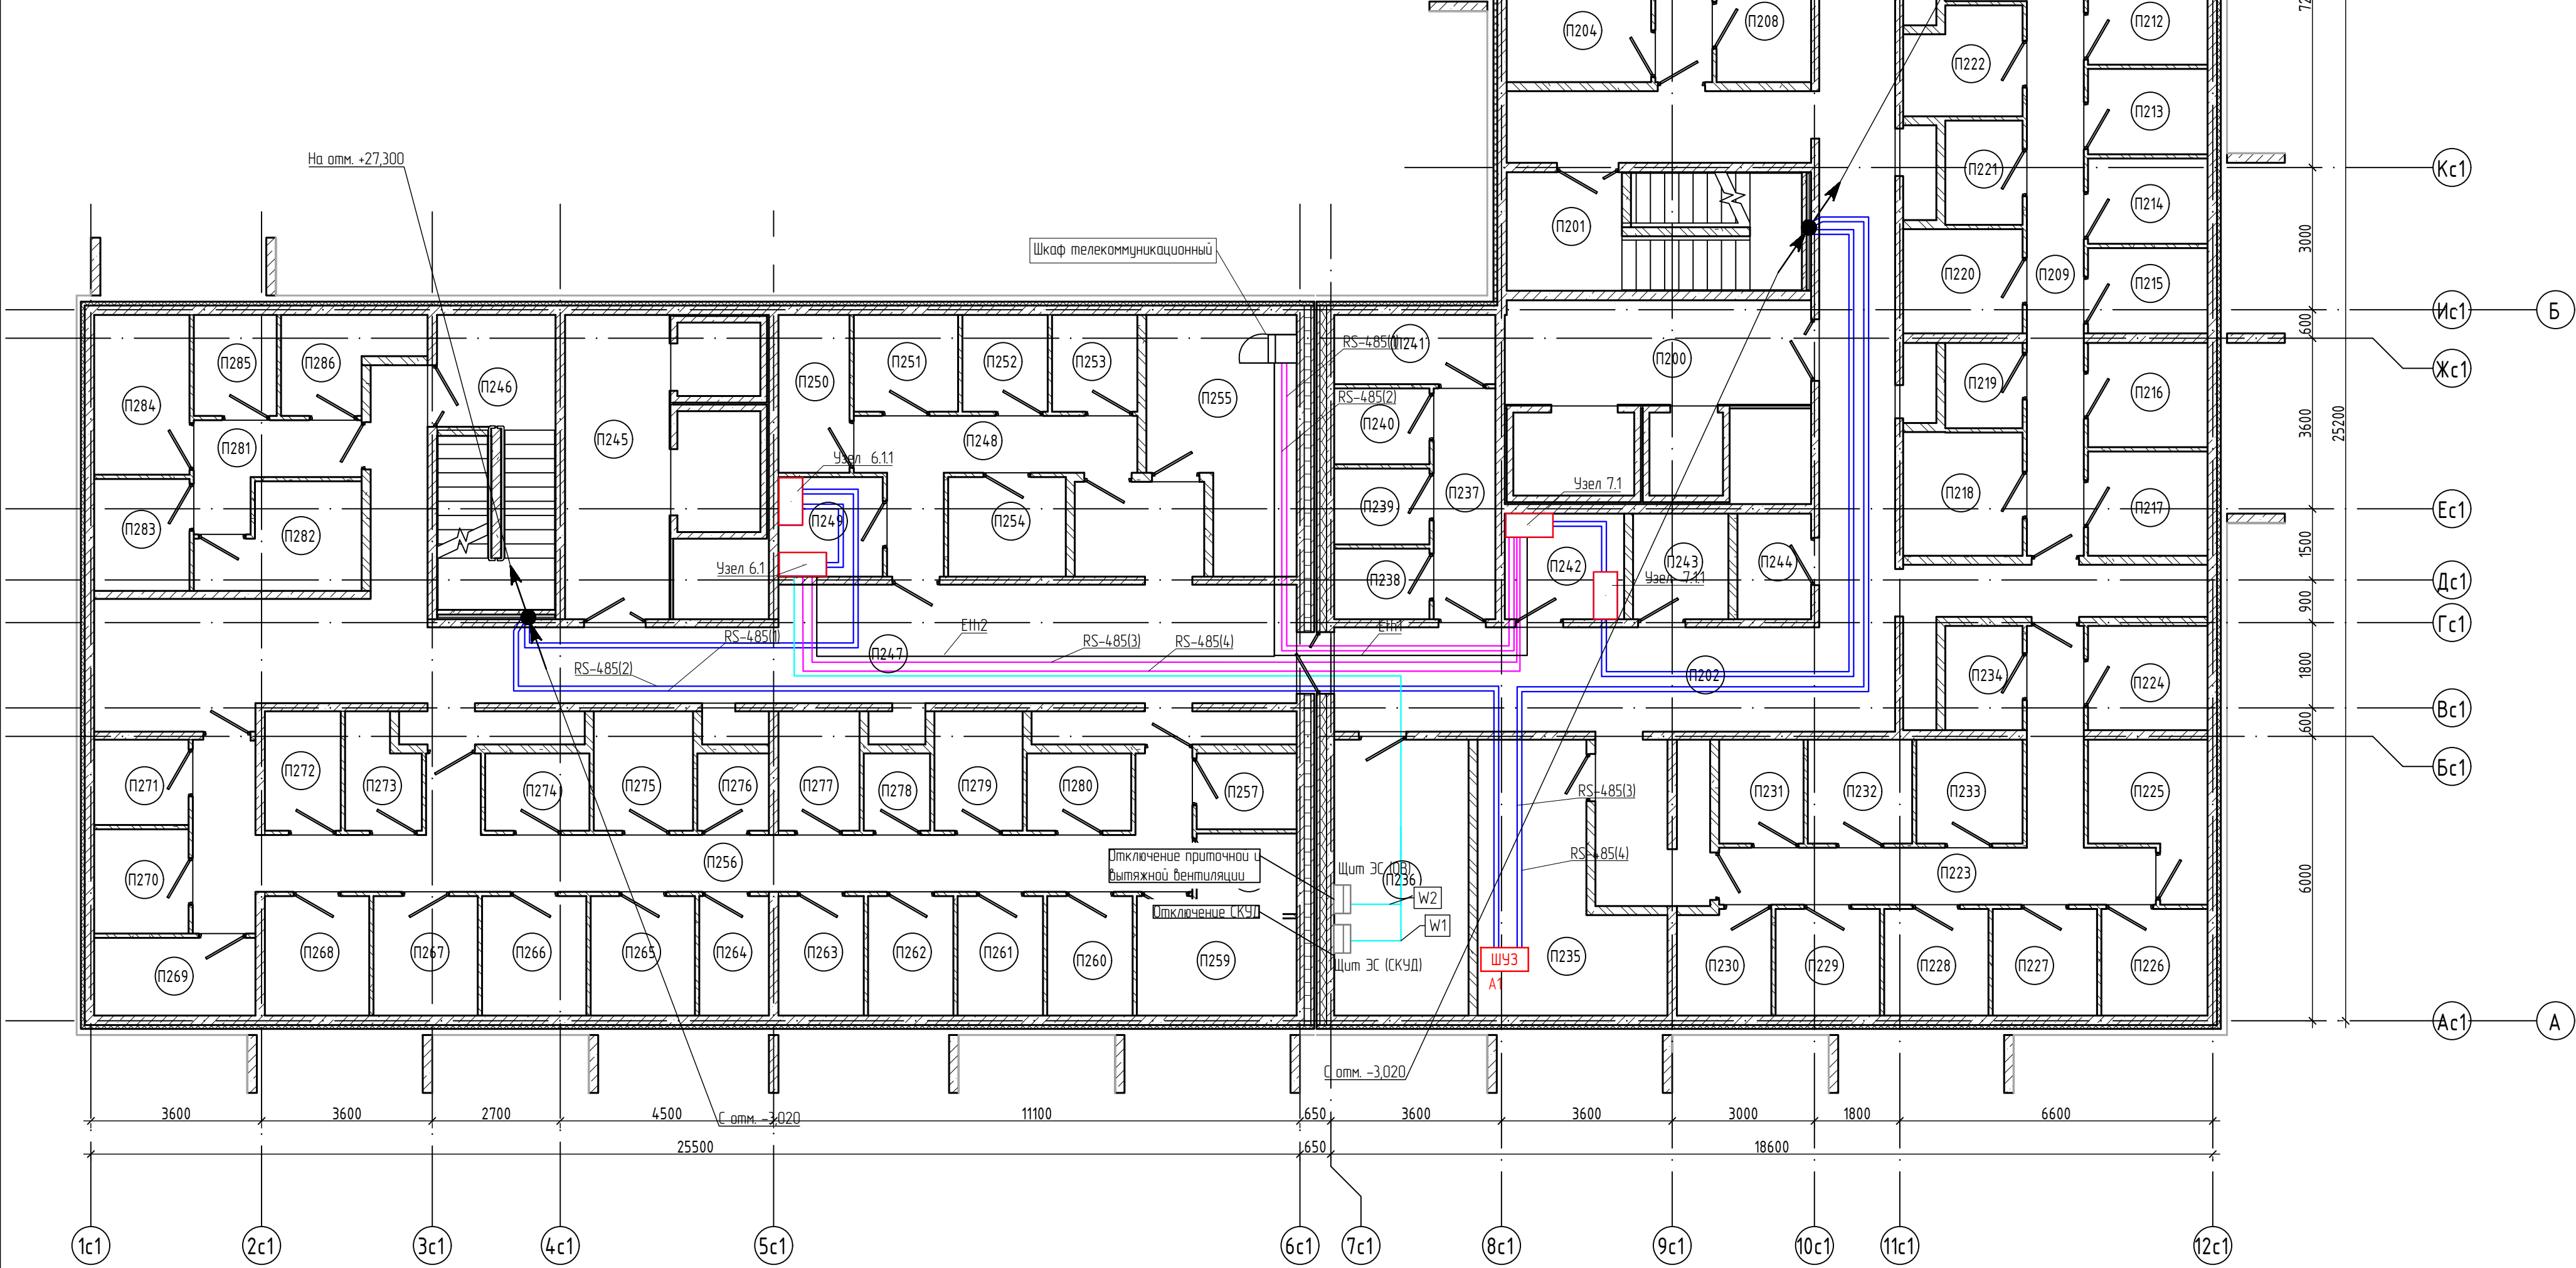 П204
П208
П212
П222
П213
72
На отм. +27,300
П221
Кс1
П214
П201
Шкаф телекоммуникационный
3000
П220
П209
П215
Ис1
Б
600
RS-485(1)
П241
П200
Жс1
П285
П286
П246
П250
П251
П252
П253
П255
П219
П216
RS-485(2)
П284
П240
3600
25200
П245
П248
П281
Узел 6.1.1
Узел 7.1
П237
П218
П239
П217
Ес1
П283
П282
П249
П254
1500
Узел 6.1
П242
П243
П244
П238
Узел 7.1.1
Дс1
900
Eth2
Eth1
Гс1
RS-485(1)
RS-485(3)
RS-485(4)
П247
RS-485(2)
П202
П234
П224
1800
Вс1
600
Бс1
П271
П272
П273
П274
П275
П276
П277
П278
П279
П280
П257
RS-485(3)
П231
П232
П233
П225
П256
Отключение приточной и
вытяжной вентиляции
Щит ЭС (ОВ)
RS-485(4)
П270
П236
П223
6000
W2
Отключение СКУД
W1
П269
П268
П267
П266
П265
П264
П263
П262
П261
П260
П259
Щит ЭС (СКУД)
ШУЗ
А1
П235
П230
П229
П228
П227
П226
Ас1
А
С отм. -3,020
С отм. -3,020
3600
3600
2700
4500
11100
650
3600
3600
3000
1800
6600
25500
650
18600
1с1
2с1
3с1
4с1
5с1
6с1
7с1
8с1
9с1
10с1
11с1
12с1